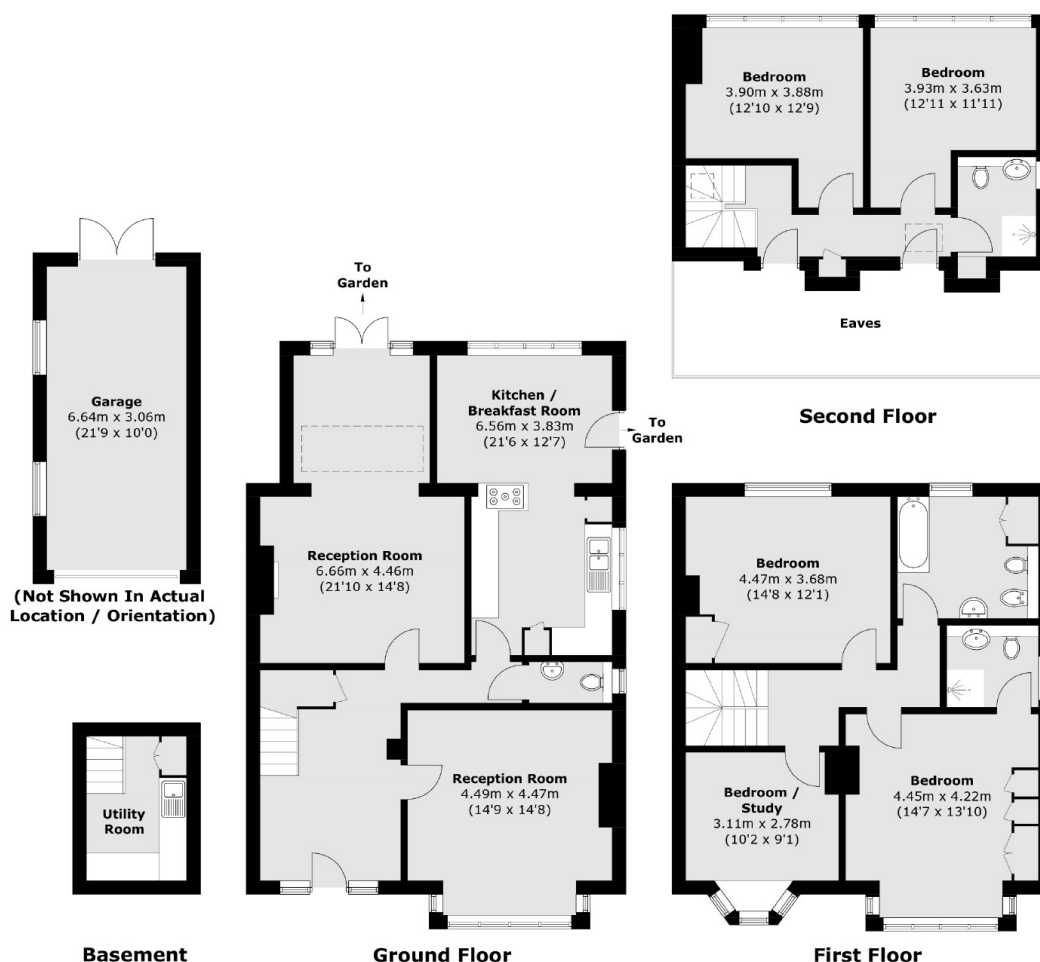 Bedroom
3.90m x 3.88m
(12'10 x 12'9)
Bedroom
3.93m x 3.63m
(12'11 x 11'11)
Eaves
Second Floor
Garage
6.64m x 3.06m
(21'9 x 10'0)
(Not Shown In Actual
Location / Orientation)
To
Garden
Kitchen /
Breakfast Room
6.56m x 3.83m
(21'6 x 12'7)
To
Garden
Reception Room
6.66m x 4.46m
(21'10 x 14'8)
Reception Room
4.49m x 4.47m
(14'9 x 14'8)
Ground Floor
Utility
Room
Basement
Bedroom
4.47m x 3.68m
(14'8 x 12'1)
Bedroom /
Study
3.11m x 2.78m
(10'2 x 9'1)
Bedroom
4.45m x 4.22m
(14'7 x 13'10)
First Floor